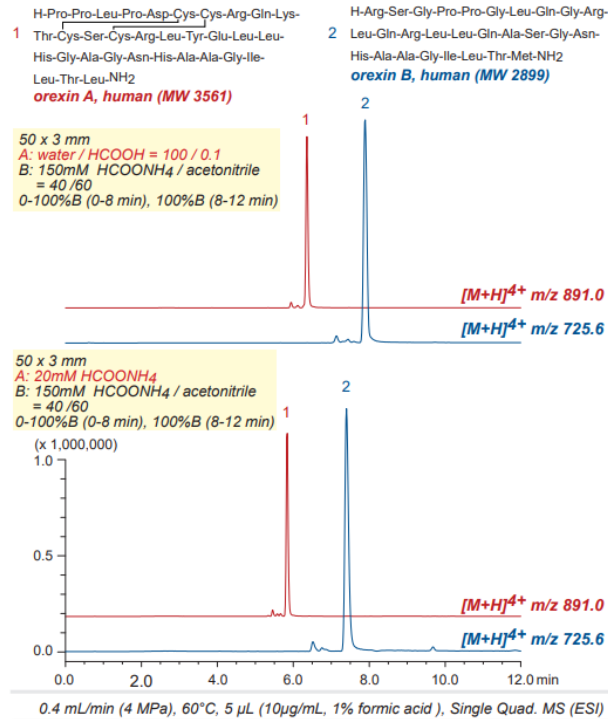 H-Pro-Pro-Leu-Pro-Asp-Cys-Cys-Arg-Gln-Lys-
1 Thr-Cys-Ser-Cys-Arg-Leu-Tyr-Glu-Leu-Leu-
His-Gly-Ala-Gly-Asn-His-Ala-Ala-Gly-Ile-
Leu-Thr-Leu-NH2
orexin A, human (MW 3561)
H-Arg-Ser-Gly-Pro-Pro-Gly-Leu-Gln-Gly-Arg-
2 Leu-Gln-Arg-Leu-Leu-Gln-Ala-Ser-Gly-Asn-
His-Ala-Ala-Gly-Ile-Leu-Thr-Met-NH2
orexin B, human (MW 2899)
50 x 3 mm
A: water / HCOOH = 100 / 0.1
B: 150mM HCOONH4 / acetonitrile
= 40 /60
0-100%B (0-8 min), 100%B (8-12 min)
1
2
[M+H]4+ m/z 891.0
[M+H]4+ m/z 725.6
50 x 3 mm
A: 20mM HCOONH4
B: 150mM HCOONH4 / acetonitrile
= 40 /60
0-100%B (0-8 min), 100%B (8-12 min)
(x 1,000,000)
1
2
1.0
0.5
0.0
[M+H]4+ m/z 891.0
[M+H]4+ m/z 725.6
0.0 2.0 4.0 6.0 8.0 10.0 12.0 min
0.4 mL/min (4 MPa), 60°C, 5 µL (10µg/mL, 1% formic acid ), Single Quad. MS (ESI)